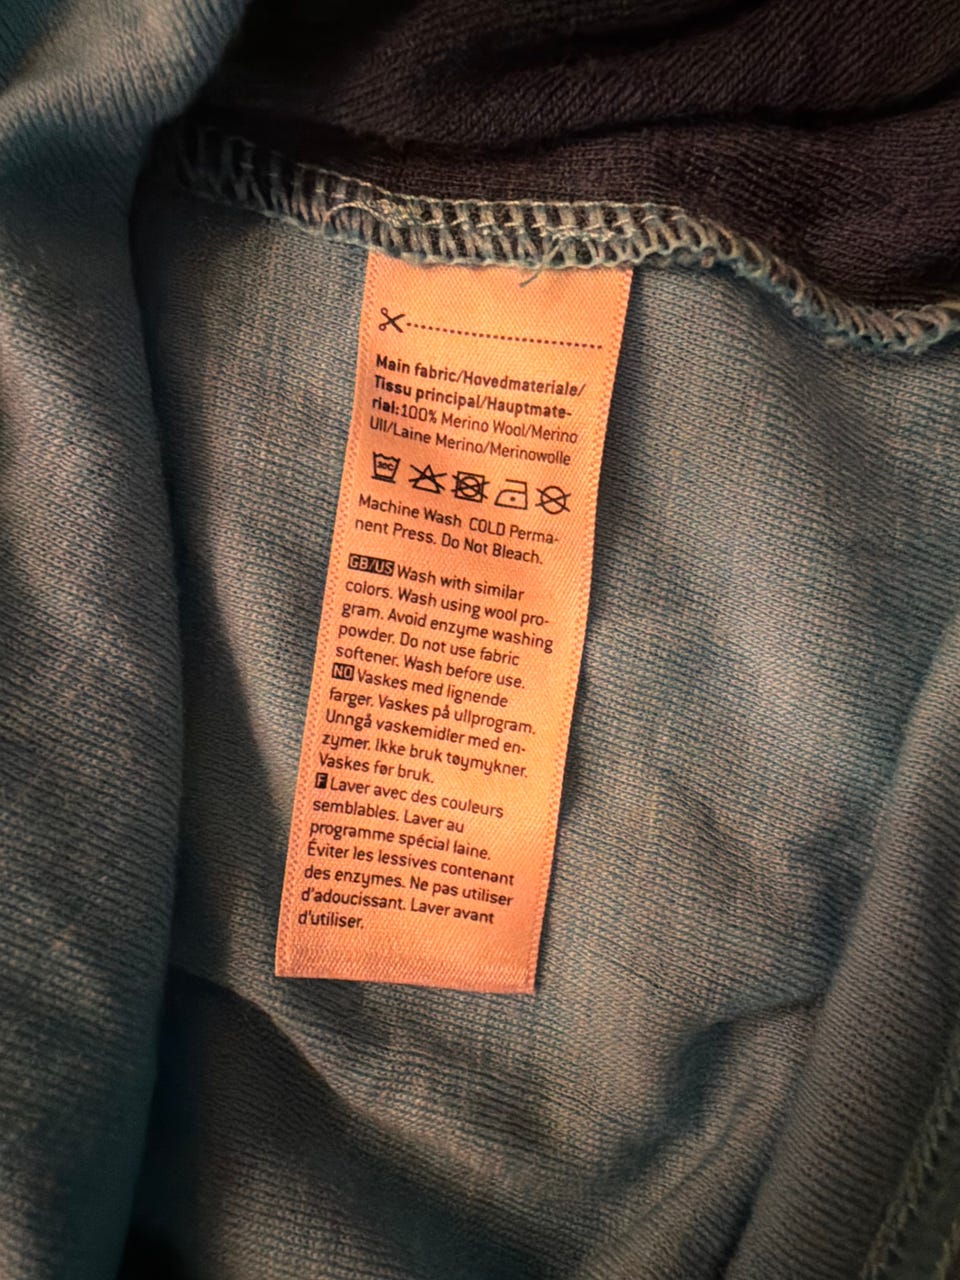 Main fabric/Hovedmateriale/
Tissu principal/Hauptmate-
rial:100% Merino Wool/Merino
Ull/Laine Merino/Merinowolle
30C
Machine Wash COLD Perma-
nent Press. Do Not Bleach.
GB/US Wash with similar
colors. Wash using wool pro-
gram. Avoid enzyme washing
powder. Do not use fabric
softener. Wash before use.
NO Vaskes med lignende
farger. Vaskes på ullprogram.
Unngå vaskemidler med en-
zymer. Ikke bruk tøymykner.
Vaskes før bruk.
F Laver avec des couleurs
semblables. Laver au
programme spécial laine.
Éviter les lessives contenant
des enzymes. Ne pas utiliser
d'adoucissant. Laver avant
d'utiliser.